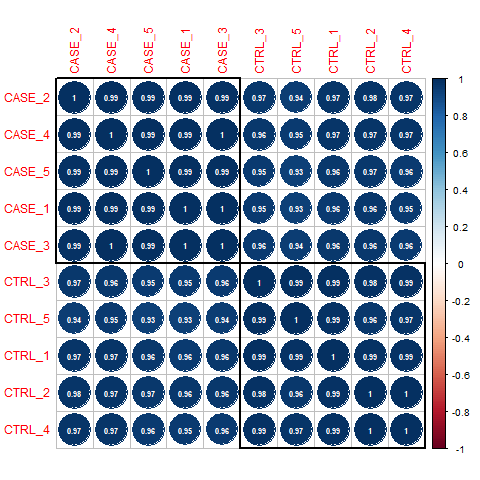 CASE_2 CASE_4 CASE_5 CASE_1 CASE_3 CTRL_3 CTRL_5 CTRL_1 CTRL_2 CTRL_4
CASE_2 1 0.99 0.99 0.99 0.99 0.97 0.94 0.97 0.98 0.97
CASE_4 0.99 1 0.99 0.99 1 0.96 0.95 0.97 0.97 0.97
CASE_5 0.99 0.99 1 0.99 0.99 0.95 0.93 0.96 0.97 0.96
CASE_1 0.99 0.99 0.99 1 1 0.95 0.93 0.96 0.96 0.95
CASE_3 0.99 1 0.99 1 1 0.96 0.94 0.96 0.96 0.96
CTRL_3 0.97 0.96 0.95 0.95 0.96 1 0.99 0.99 0.98 0.99
CTRL_5 0.94 0.95 0.93 0.93 0.94 0.99 1 0.99 0.96 0.97
CTRL_1 0.97 0.97 0.96 0.96 0.96 0.99 0.99 1 0.99 0.99
CTRL_2 0.98 0.97 0.97 0.96 0.96 0.98 0.96 0.99 1 1
CTRL_4 0.97 0.97 0.96 0.95 0.96 0.99 0.97 0.99 1 1
1
0.8
0.6
0.4
0.2
0
-0.2
-0.4
-0.6
-0.8
-1